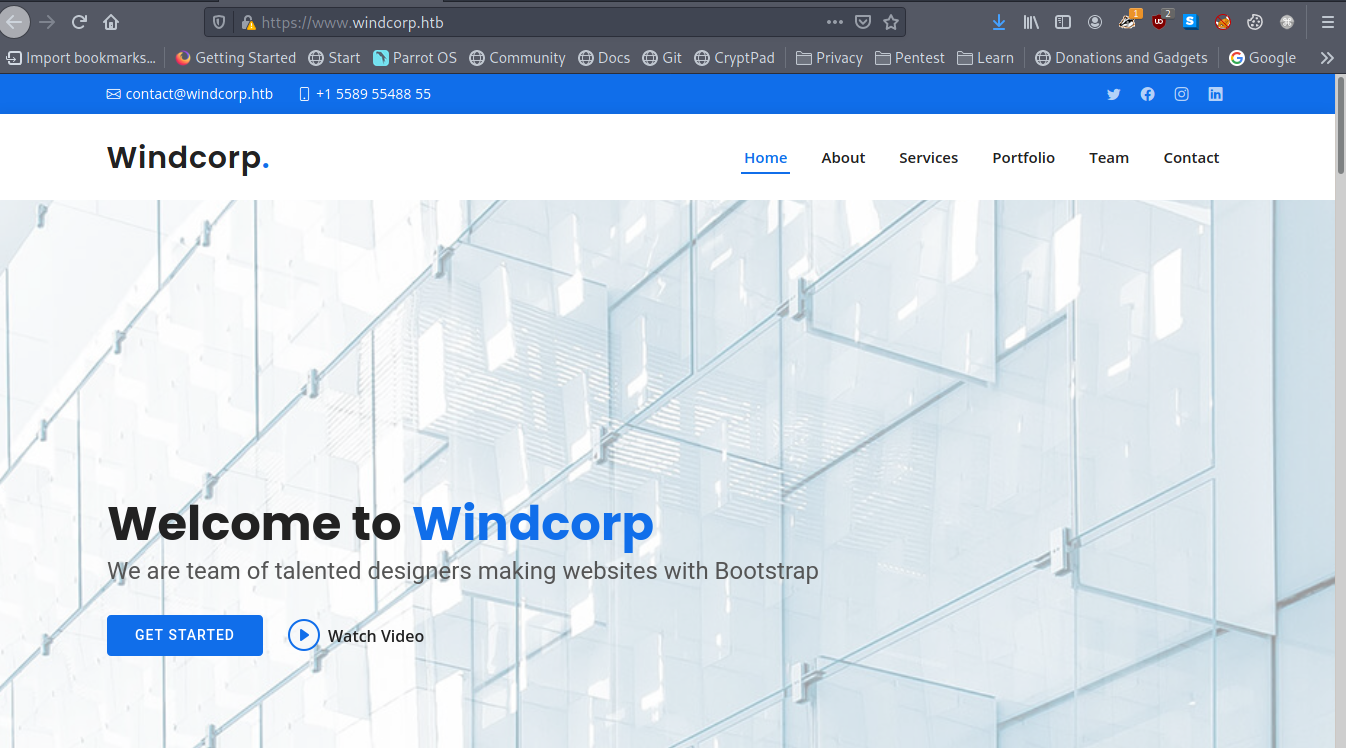 https://www.windcorp.htb
1
2
Import bookmarks...
Getting Started
Start
Parrot OS
Community
Docs
Git
CryptPad
Privacy
Pentest
Learn
Donations and Gadgets
Google
contact@windcorp.htb
+1 5589 55488 55
Windcorp.
Home
About
Services
Portfolio
Team
Contact
Welcome to Windcorp
We are team of talented designers making websites with Bootstrap
GET STARTED
Watch Video